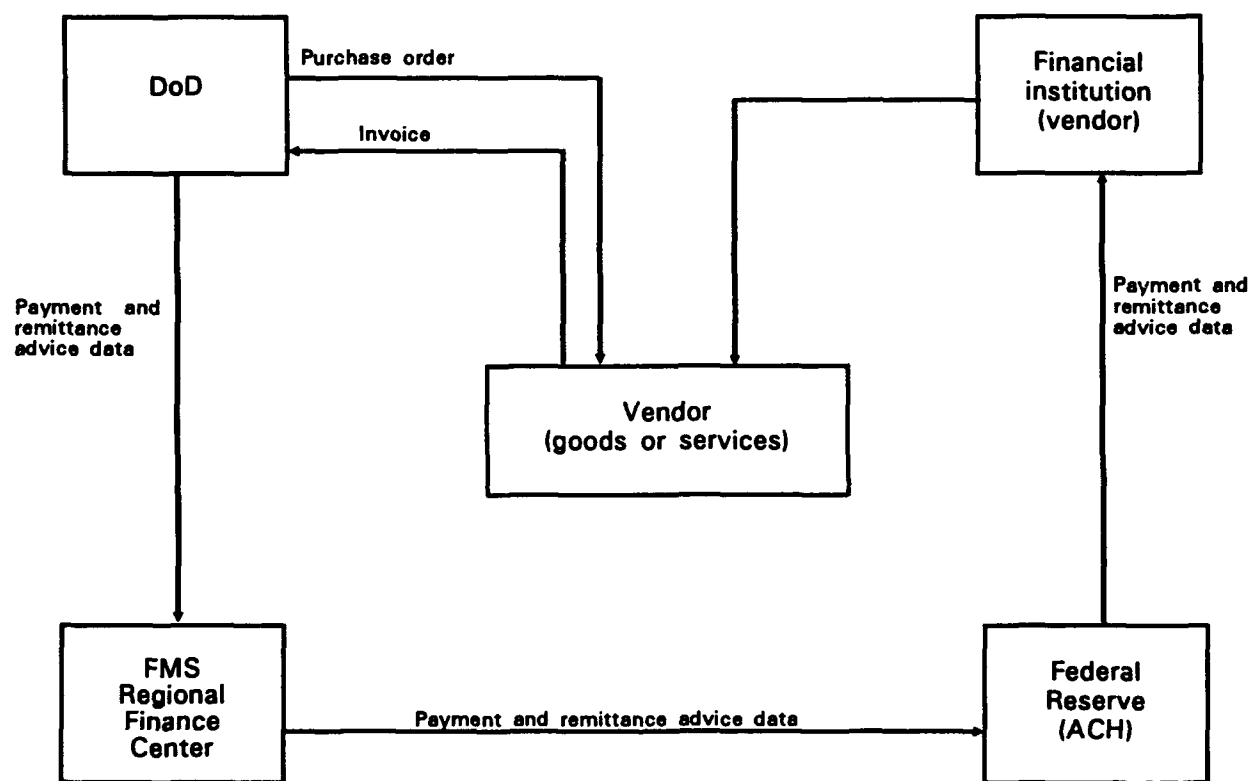 DoD
Purchase order
Invoice
Financial
institution
(vendor)
Payment and
remittance
advice data
Payment and
remittance
advice data
Vendor
(goods or services)
FMS
Regional
Finance
Center
Payment and remittance advice data
Federal
Reserve
(ACH)